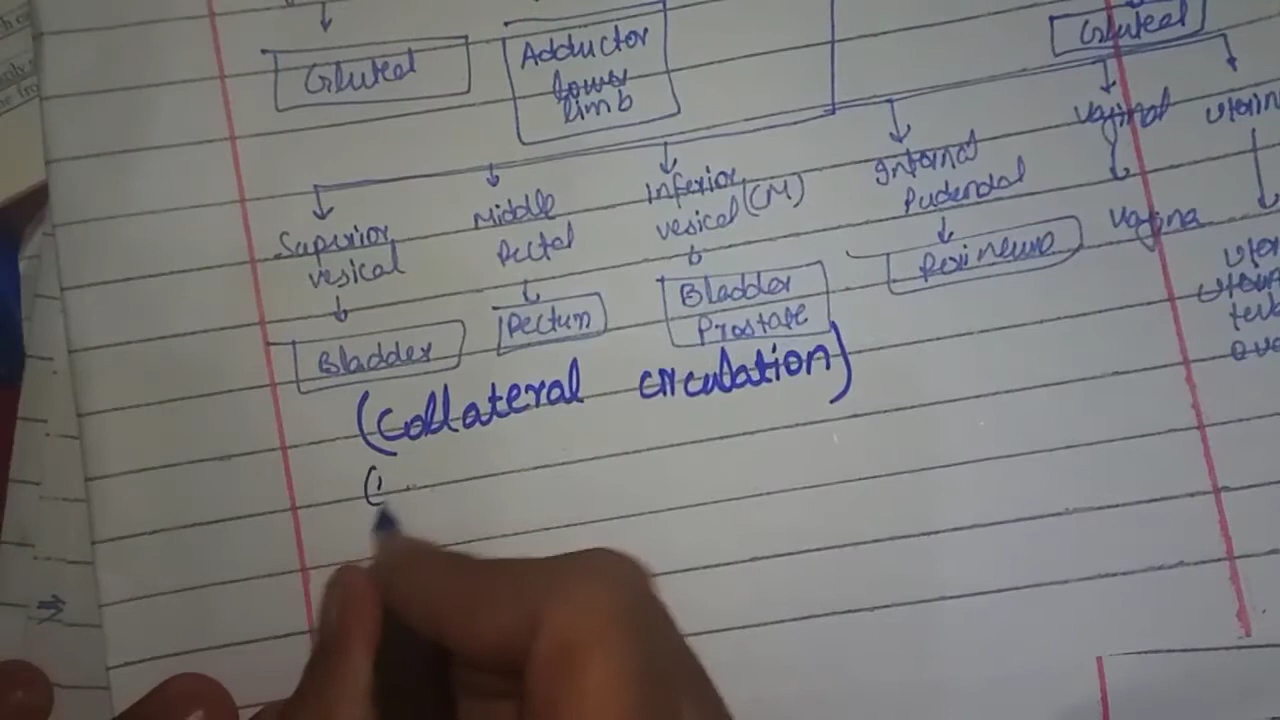 Gluteal
Adductor
lower
limb
Gluteal
Superior
vesical
Middle
Rectal
Inferior
vesical (M)
Internal
Pudendal
Vaginal
Bladder
Rectum
Bladder
Prostate
Perineum
Vagina
(Collateral circulation)
(1